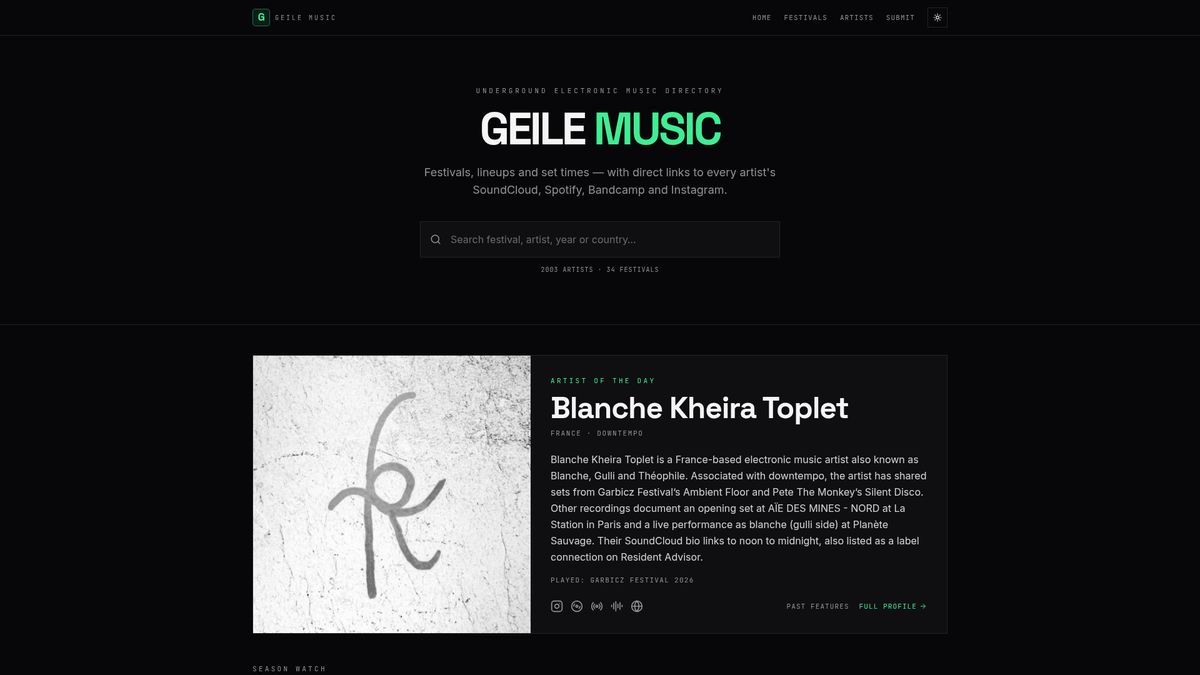 G GEILE MUSIC
HOME FESTIVALS ARTISTS SUBMIT
UNDERGROUND ELECTRONIC MUSIC DIRECTORY
GEILE MUSIC
Festivals, lineups and set times — with direct links to every artist's
SoundCloud, Spotify, Bandcamp and Instagram.
Search festival, artist, year or country...
2003 ARTISTS · 34 FESTIVALS
ARTIST OF THE DAY
Blanche Kheira Toplet
FRANCE · DOWNTEMPO
Blanche Kheira Toplet is a France-based electronic music artist also known as
Blanche, Gulli and Théophile. Associated with downtempo, the artist has shared
sets from Garbicz Festival’s Ambient Floor and Pete The Monkey’s Silent Disco.
Other recordings document an opening set at AÏE DES MINES - NORD at La
Station in Paris and a live performance as blanche (gulli side) at Planète
Sauvage. Their SoundCloud bio links to noon to midnight, also listed as a label
connection on Resident Advisor.
PLAYED: GARBICZ FESTIVAL 2026
PAST FEATURES FULL PROFILE →
SEASON WATCH